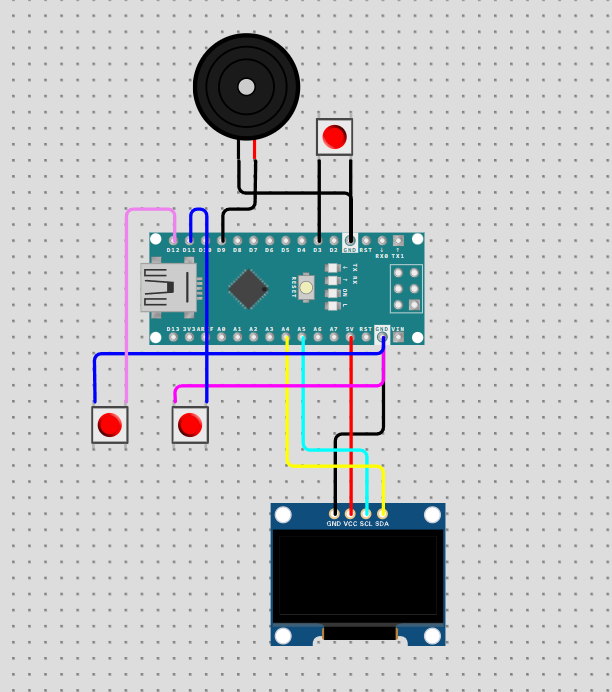 D12 D11 D10 D9 D8 D7 D6 D5 D4 D3 D2 GND RST RX0 TX1
RESET
TX RX
ON L
D13 3V3 AREF A0 A1 A2 A3 A4 A5 A6 A7 5V RST GND VIN
GND VCC SCL SDA